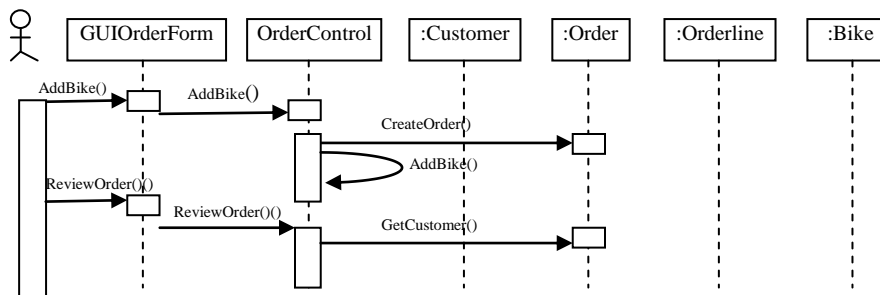 GUIOrderForm OrderControl :Customer :Order :Orderline :Bike
AddBike()
AddBike()
CreateOrder()
AddBike()
ReviewOrder()()
ReviewOrder()()
GetCustomer()